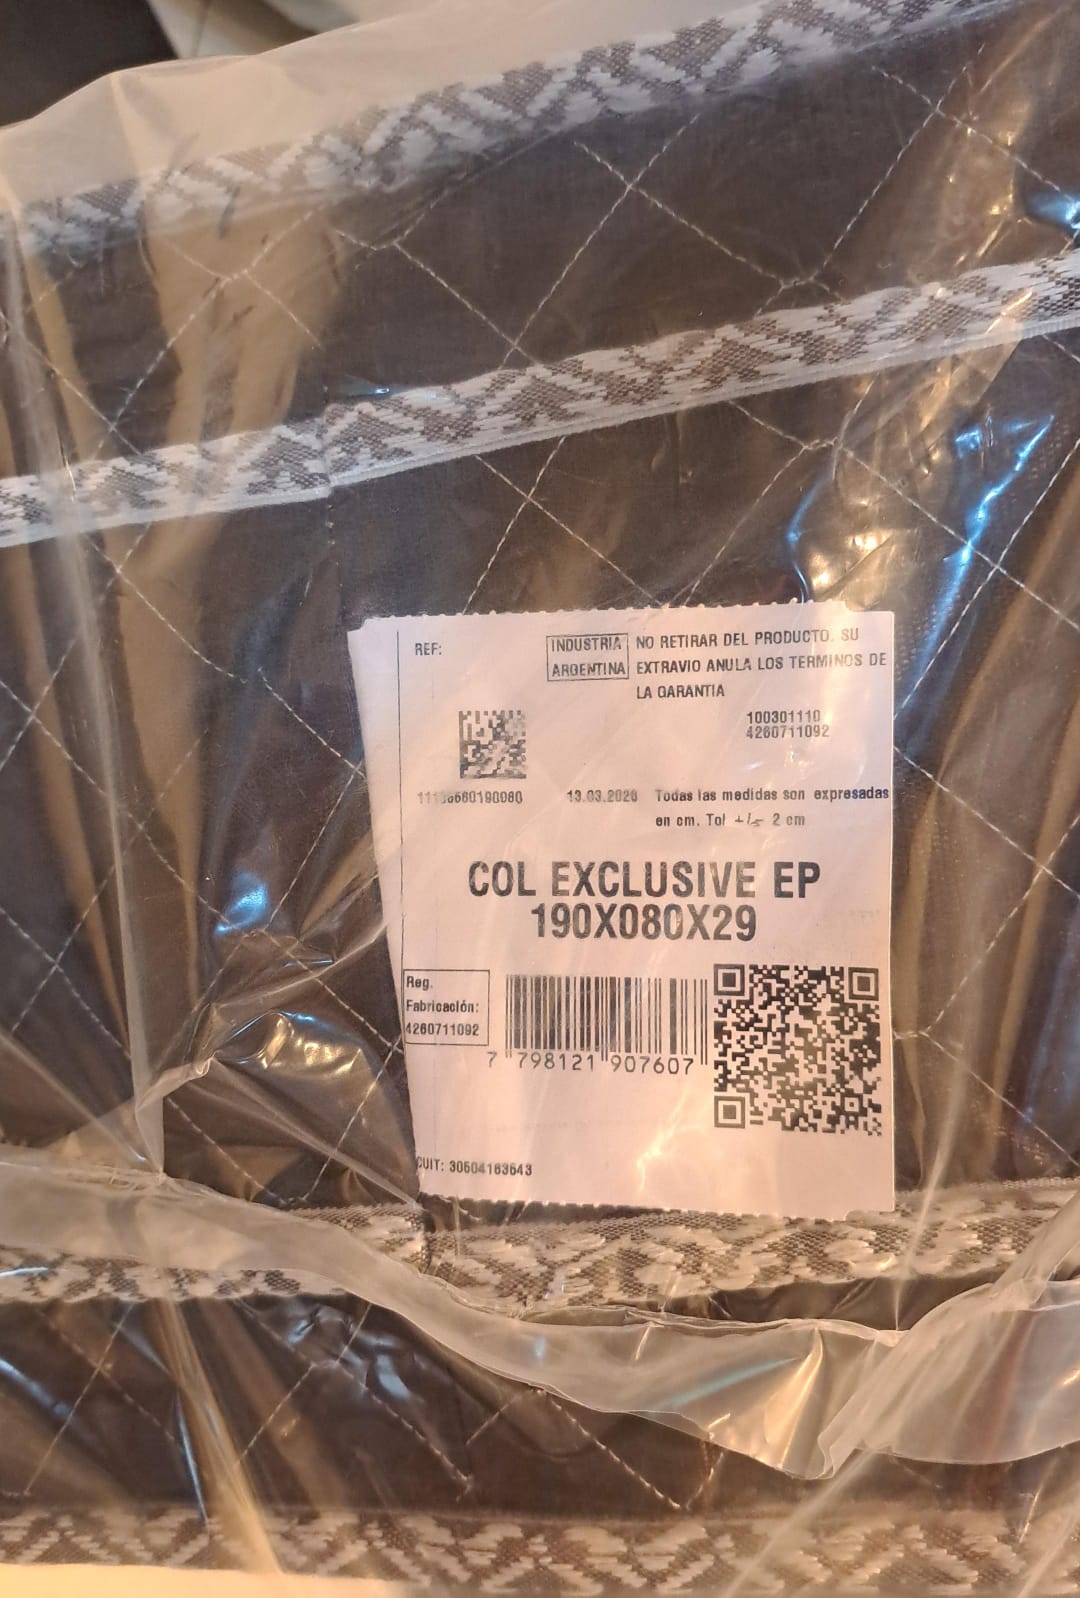 REF:
INDUSTRIA
ARGENTINA
NO RETIRAR DEL PRODUCTO. SU
EXTRAVIO ANULA LOS TERMINOS DE
LA GARANTIA
100301110
4260711092
13.03.2026
Todas las medidas son expresadas
en cm. Tol +/- 2 cm
COL EXCLUSIVE EP
190X080X29
Reg.
Fabricación:
4260711092
7 798121 907607
CUIT: 30504163543